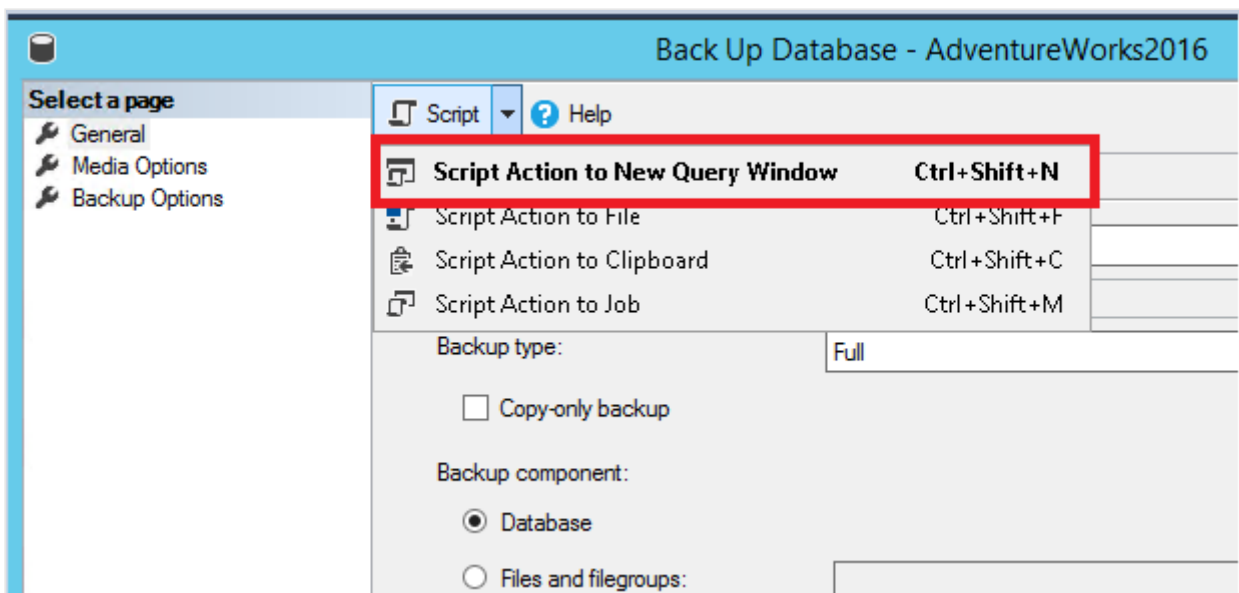 Back Up Database - AdventureWorks2016
Select a page
General
Media Options
Backup Options
Script Help
Script Action to New Query Window Ctrl+Shift+N
Script Action to File Ctrl+Shift+F
Script Action to Clipboard Ctrl+Shift+C
Script Action to Job Ctrl+Shift+M
Backup type: Full
Copy-only backup
Backup component:
Database
Files and filegroups: